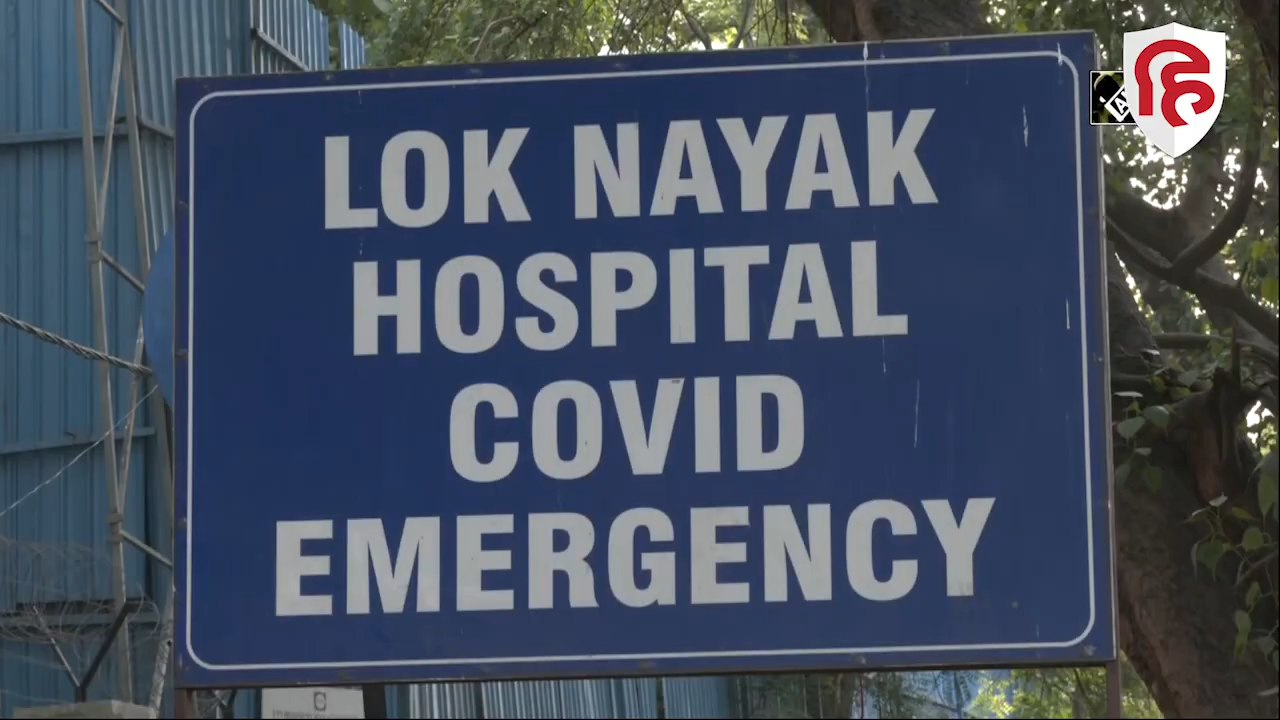 LOK NAYAK
HOSPITAL
COVID
EMERGENCY
हि